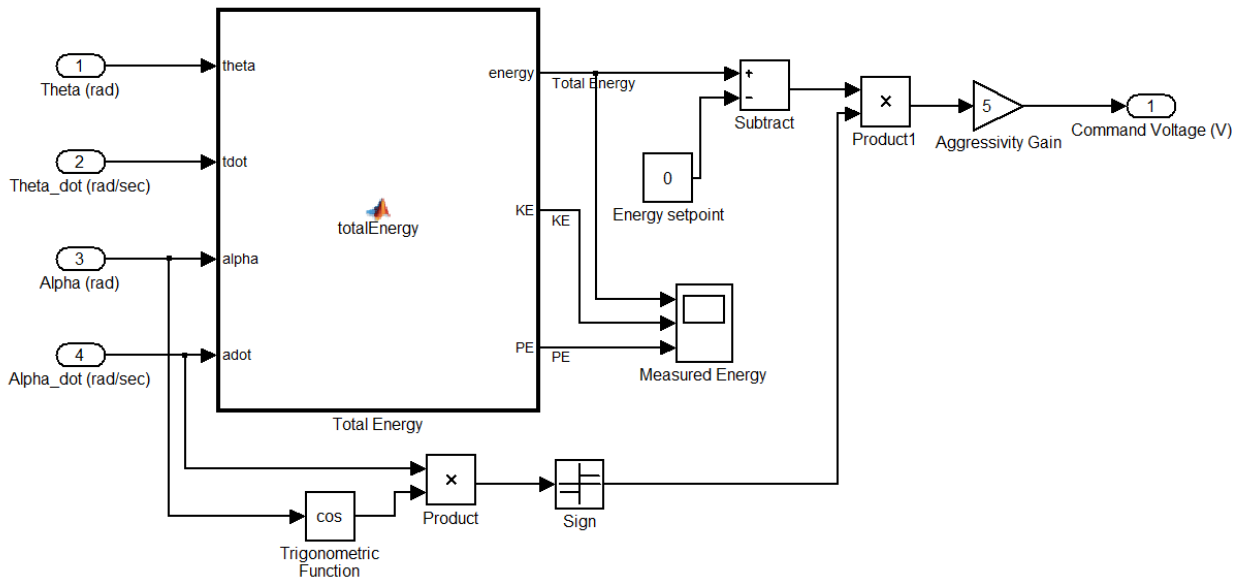 1
Theta (rad)
2
Theta_dot (rad/sec)
3
Alpha (rad)
4
Alpha_dot (rad/sec)
theta
tdot
alpha
adot
totalEnergy
energy
KE
PE
Total Energy
Total Energy
KE
PE
+
−
Subtract
0
Energy setpoint
Measured Energy
×
Product1
5
Aggressivity Gain
1
Command Voltage (V)
cos
Trigonometric
Function
×
Product
Sign